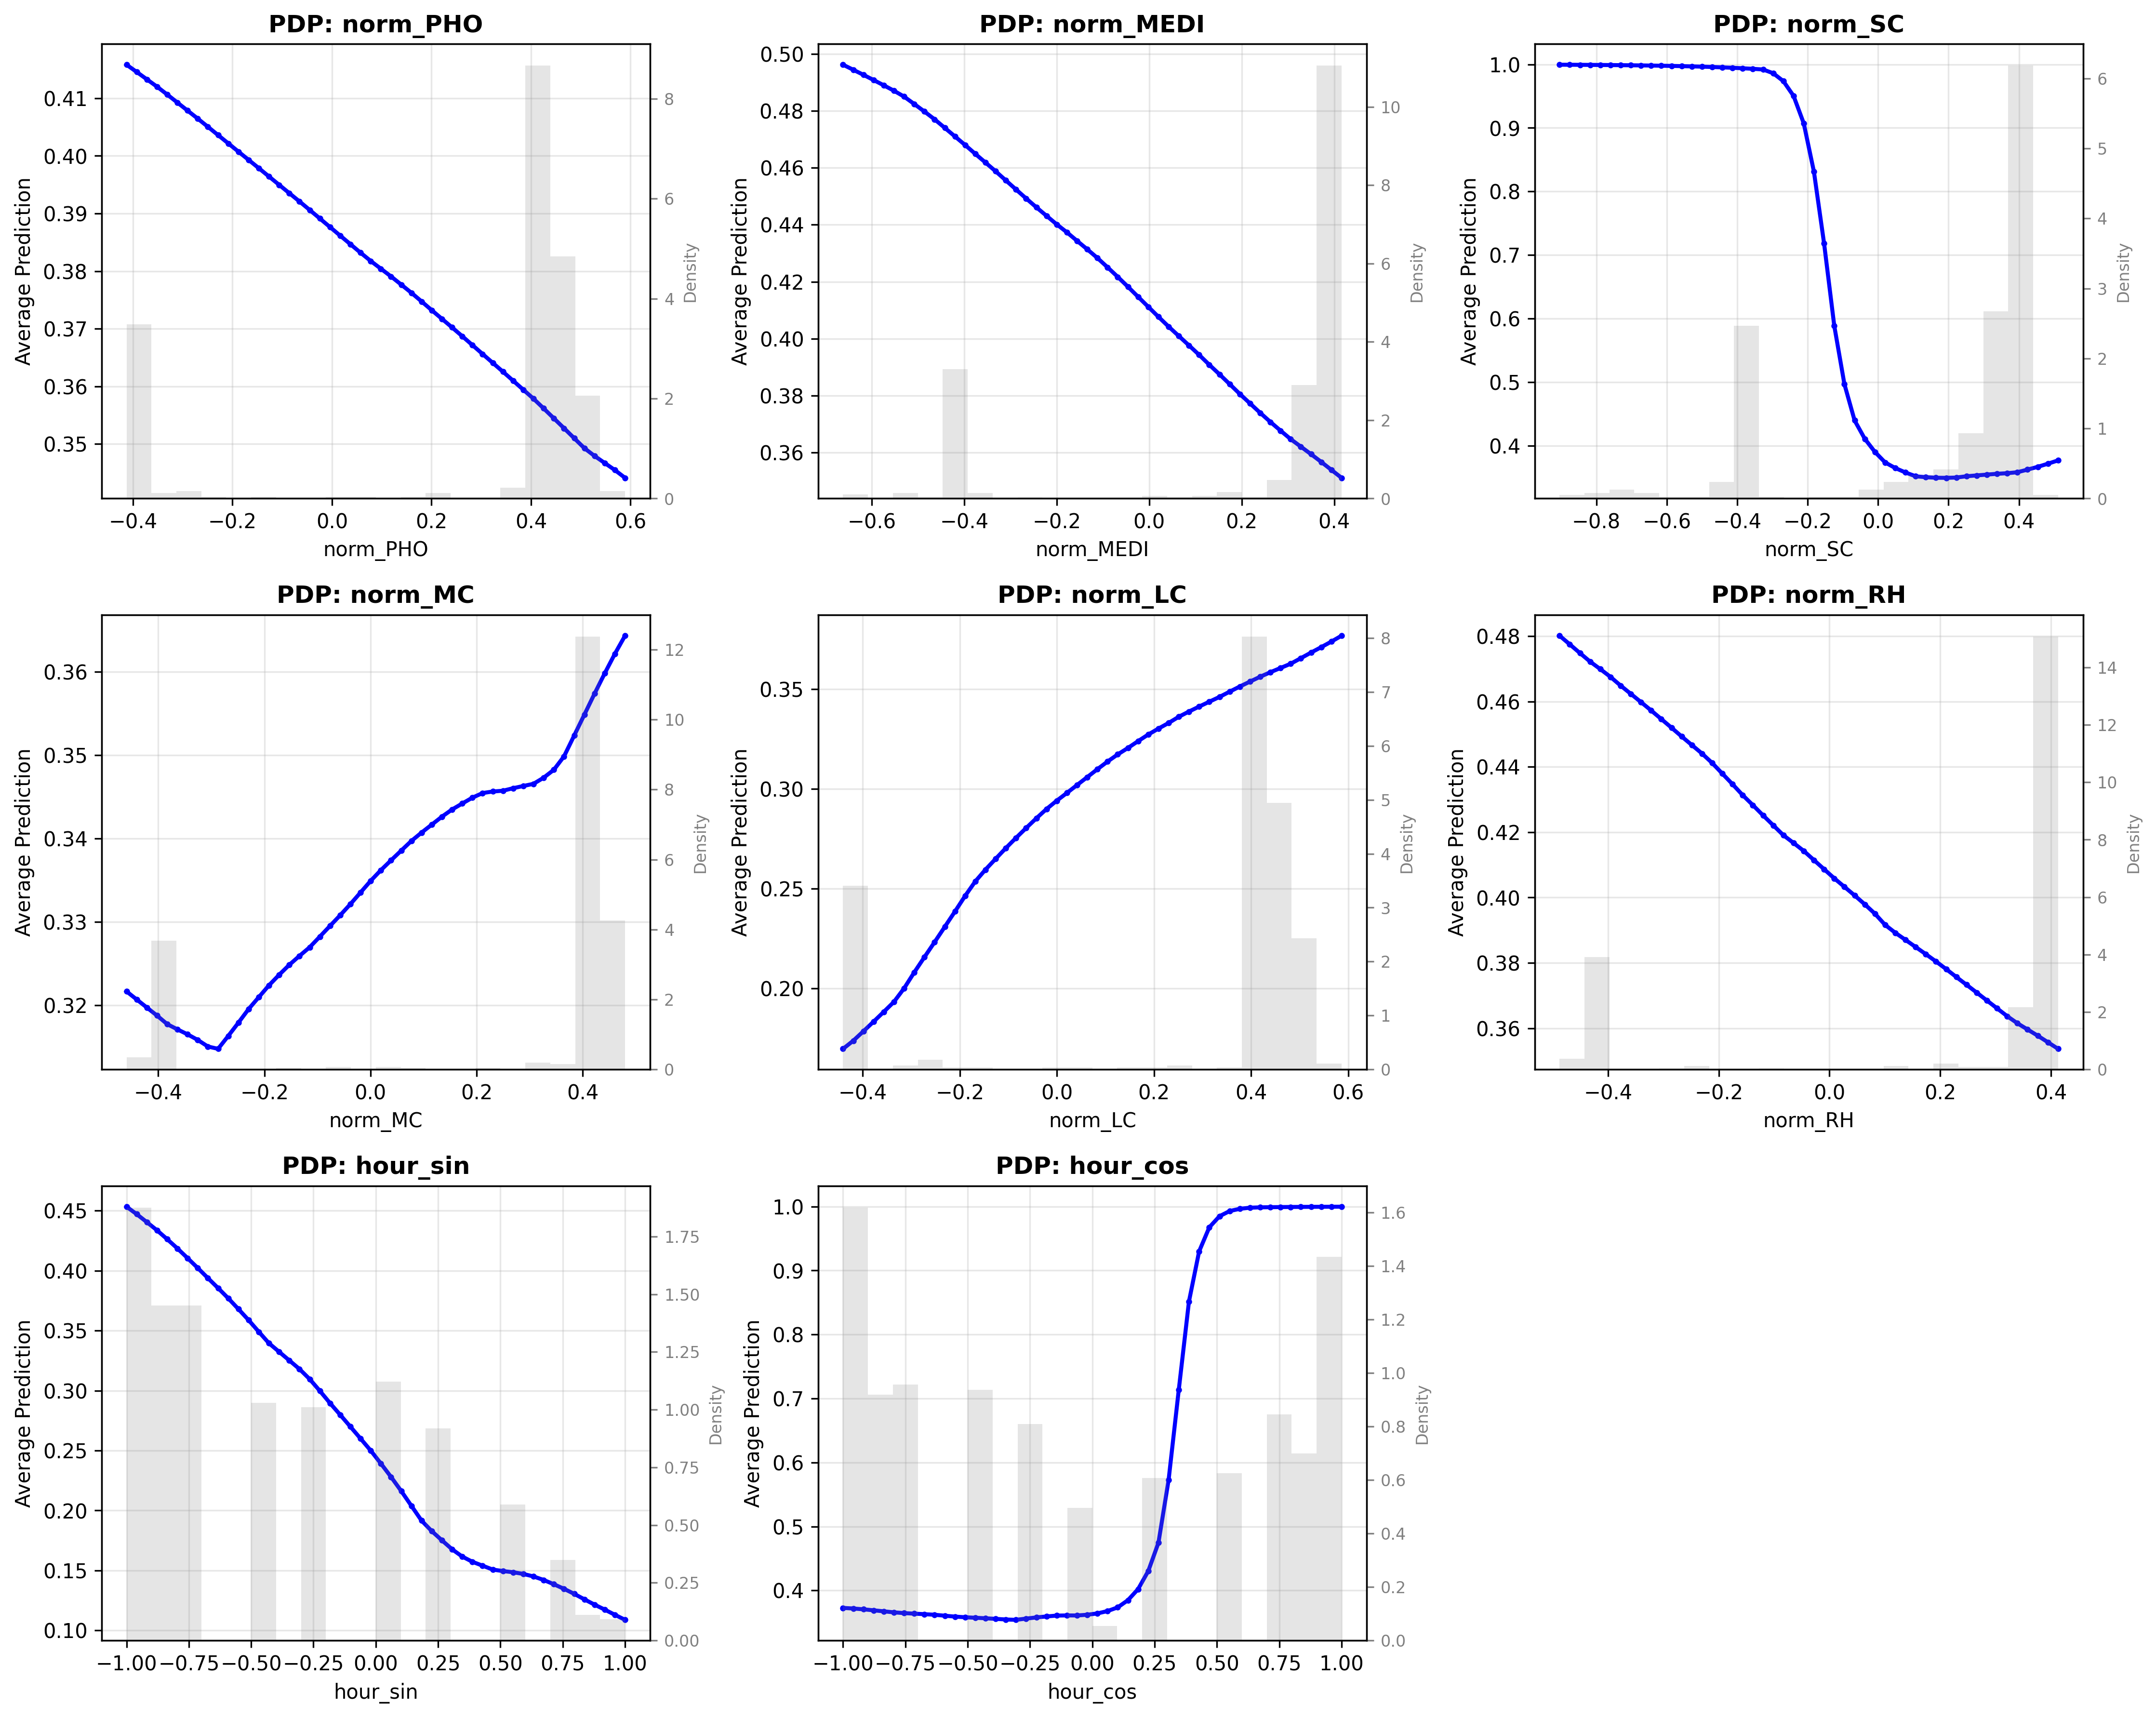 PDP: norm_PHO
PDP: norm_MEDI
PDP: norm_SC
Average Prediction
0.41
0.40
0.39
0.38
0.37
0.36
0.35
8
6
4
2
0
Density
−0.4 −0.2 0.0 0.2 0.4 0.6
norm_PHO
Average Prediction
0.50
0.48
0.46
0.44
0.42
0.40
0.38
0.36
10
8
6
4
2
0
Density
−0.6 −0.4 −0.2 0.0 0.2 0.4
norm_MEDI
Average Prediction
1.0
0.9
0.8
0.7
0.6
0.5
0.4
6
5
4
3
2
1
0
Density
−0.8 −0.6 −0.4 −0.2 0.0 0.2 0.4
norm_SC
PDP: norm_MC
PDP: norm_LC
PDP: norm_RH
Average Prediction
0.36
0.35
0.34
0.33
0.32
12
10
8
6
4
2
0
Density
−0.4 −0.2 0.0 0.2 0.4
norm_MC
Average Prediction
0.35
0.30
0.25
0.20
8
7
6
5
4
3
2
1
0
Density
−0.4 −0.2 0.0 0.2 0.4 0.6
norm_LC
Average Prediction
0.48
0.46
0.44
0.42
0.40
0.38
0.36
14
12
10
8
6
4
2
0
Density
−0.4 −0.2 0.0 0.2 0.4
norm_RH
PDP: hour_sin
PDP: hour_cos
Average Prediction
0.45
0.40
0.35
0.30
0.25
0.20
0.15
0.10
1.75
1.50
1.25
1.00
0.75
0.50
0.25
0.00
Density
−1.00 −0.75 −0.50 −0.25 0.00 0.25 0.50 0.75 1.00
hour_sin
Average Prediction
1.0
0.9
0.8
0.7
0.6
0.5
0.4
1.6
1.4
1.2
1.0
0.8
0.6
0.4
0.2
0.0
Density
−1.00 −0.75 −0.50 −0.25 0.00 0.25 0.50 0.75 1.00
hour_cos